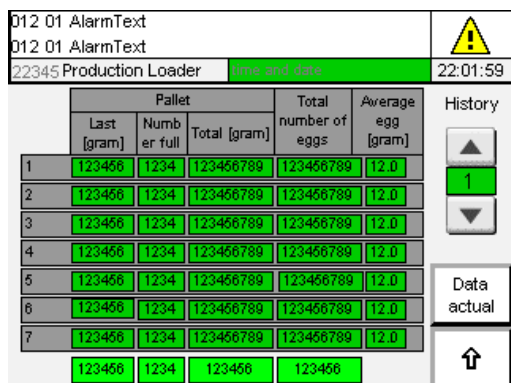 012 01 AlarmText
012 01 AlarmText
22345 Production Loader time and date 22:01:59
Pallet Total number of eggs Average egg [gram] History
Last [gram] Numb er full Total [gram]
1 123456 1234 123456789 123456789 12.0 1
2 123456 1234 123456789 123456789 12.0
3 123456 1234 123456789 123456789 12.0
4 123456 1234 123456789 123456789 12.0
5 123456 1234 123456789 123456789 12.0 Data
6 123456 1234 123456789 123456789 12.0 actual
7 123456 1234 123456789 123456789 12.0
123456 1234 123456 123456